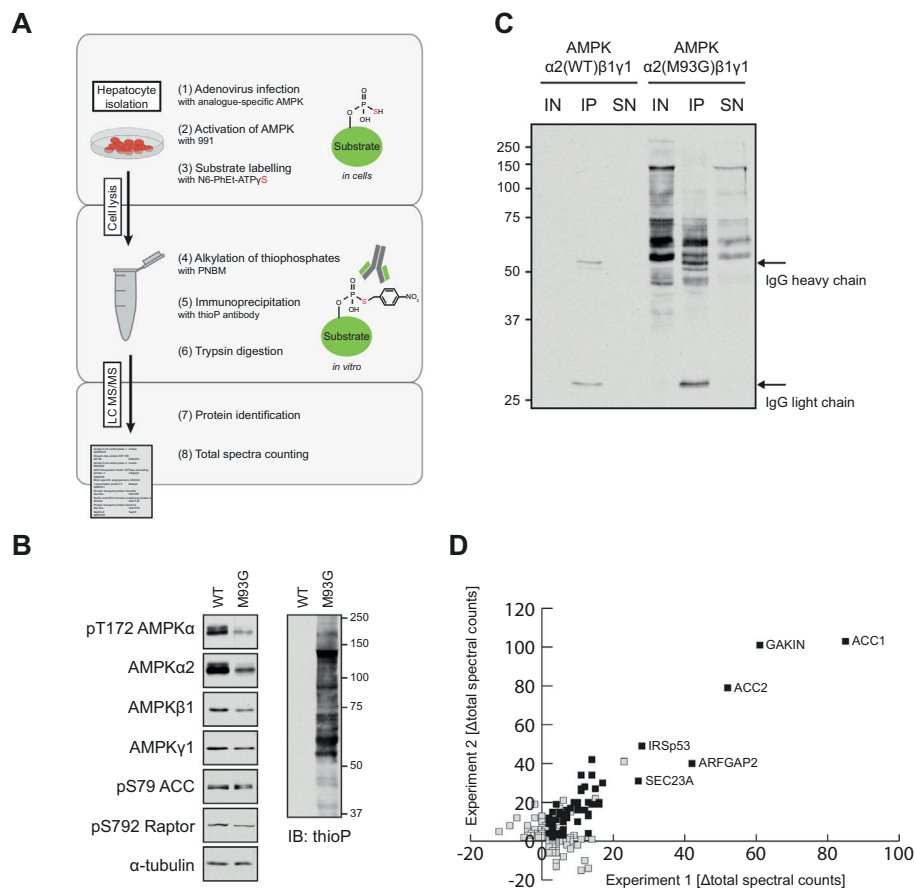 A
Hepatocyte
isolation
(1) Adenovirus infection
with analogue-specific AMPK
(2) Activation of AMPK
with 991
(3) Substrate labelling
with N6-PhEt-ATPγS
O
O
P
SH
OH
Substrate
in cells
Cell lysis
(4) Alkylation of thiophosphates
with PNBM
(5) Immunoprecipitation
with thioP antibody
(6) Trypsin digestion
O
O
P
S
OH
NO2
Substrate
in vitro
LC MS/MS
(7) Protein identification
(8) Total spectra counting
B
WT
M93G
pT172 AMPKα
AMPKα2
AMPKβ1
AMPKγ1
pS79 ACC
pS792 Raptor
α-tubulin
WT
M93G
250
150
100
75
50
37
IB: thioP
C
AMPK
α2(WT)β1γ1
AMPK
α2(M93G)β1γ1
IN IP SN IN IP SN
250
150
100
75
50
37
25
IgG heavy chain
IgG light chain
D
Experiment 2 [Δtotal spectral counts]
120
100
80
60
40
20
0
-20
-20 0 20 40 60 80 100
Experiment 1 [Δtotal spectral counts]
GAKIN
ACC1
ACC2
IRSp53
ARFGAP2
SEC23A